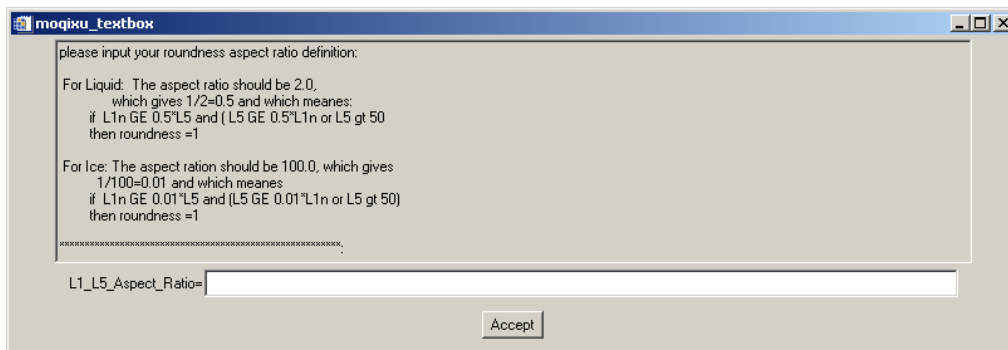 moqixu_textbox
please input your roundness aspect ratio definition:
For Liquid: The aspect ratio should be 2.0,
which gives 1/2=0.5 and which meanes:
if L1n GE 0.5*L5 and ( L5 GE 0.5*L1n or L5 gt 50
then roundness =1
For Ice: The aspect ration should be 100.0, which gives
1/100=0.01 and which meanes
if L1n GE 0.01*L5 and (L5 GE 0.01*L1n or L5 gt 50)
then roundness =1
L1_L5_Aspect_Ratio=
Accept